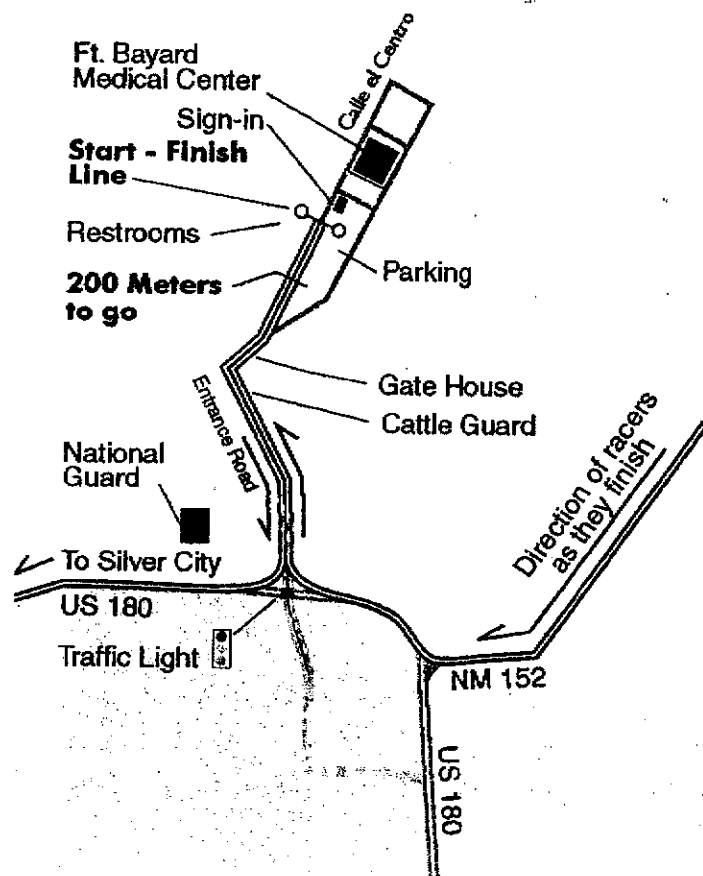 Calle el Centro
Ft. Bayard
Medical Center
Sign-in
Start - Finish
Line
Restrooms
200 Meters
to go
Parking
Gate House
Cattle Guard
Entrance Road
National
Guard
Direction of racers
as they finish
To Silver City
US 180
Traffic Light
NM 152
US 180